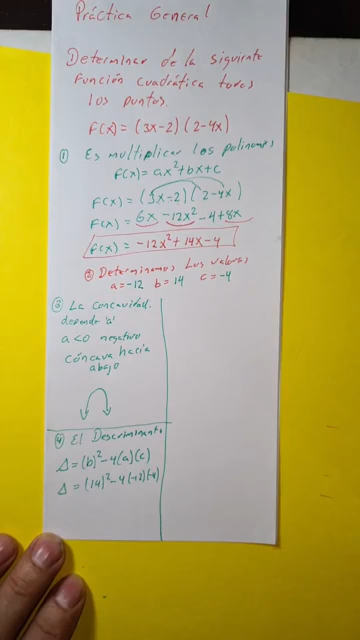 Práctica General
Determinar de la siguiente
función cuadrática todos
los puntos.
f(x) = (3x-2)(2-4x)
① Es multiplicar los polinomios
f(x) = ax²+bx+c
f(x) = (3x-2)(2-4x)
f(x) = 6x -12x² -4+8x
f(x) = -12x²+14x-4
② Determinamos los valores
a=-12 b=14 c=-4
③ La concavidad.
depende 'a'
a<0 negativo
cóncava hacia
abajo
④ El Descriminante
Δ = (b)²-4(a)(c)
Δ = (14)²-4(-12)(-4)